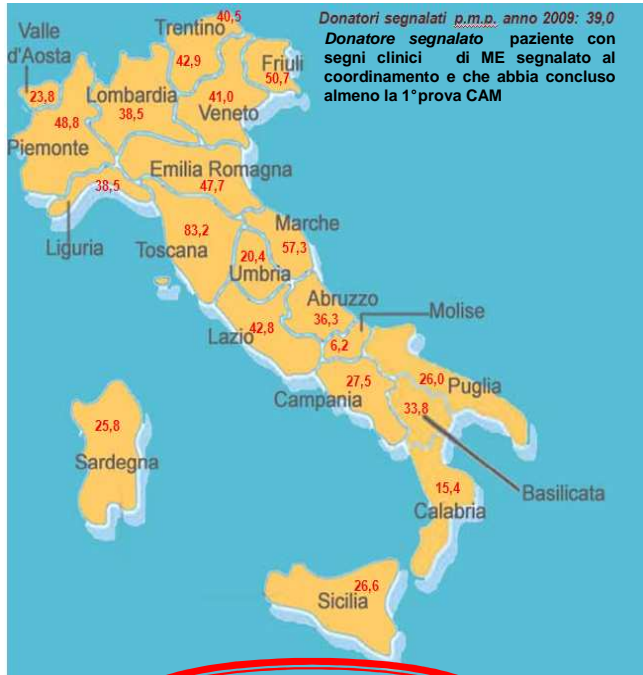 40,5
Donatori segnalati p.m.p. anno 2009: 39,0
Donatore segnalato paziente con
segni clinici di ME segnalato al
coordinamento e che abbia concluso
almeno la 1°prova CAM
Trentino
Valle
d'Aosta
42,9
Friuli
50,7
23,8
Lombardia
41,0
38,5
Veneto
48,8
Piemonte
Emilia Romagna
38,5
47,7
Marche
83,2
57,3
Liguria
Toscana
20,4
Umbria
Abruzzo
Molise
36,3
42,8
Lazio
6,2
27,5
26,0
Puglia
Campania
33,8
25,8
Sardegna
15,4
Basilicata
Calabria
26,6
Sicilia